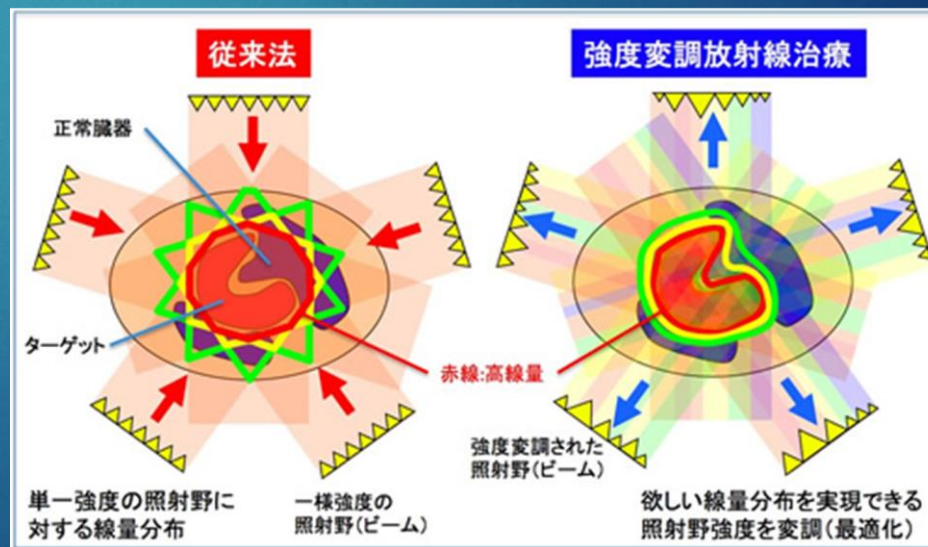 従来法
強度変調放射線治療
正常臓器
ターゲット
赤線:高線量
強度変調された
照射野(ビーム)
単一強度の照射野に
対する線量分布
一様強度の
照射野(ビーム)
欲しい線量分布を実現できる
照射野強度を変調(最適化)